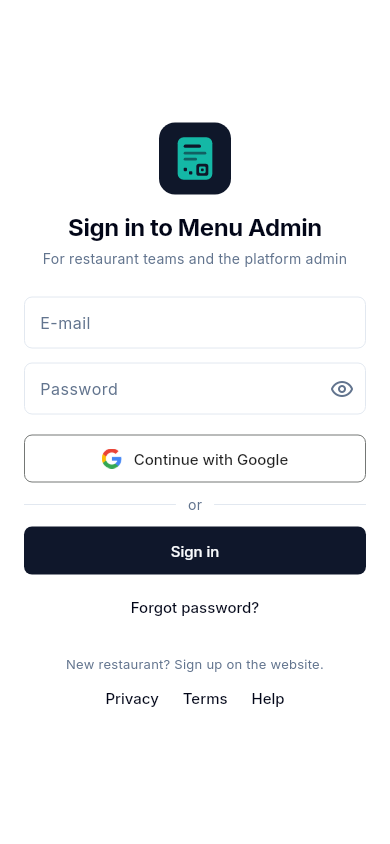 Sign in to Menu Admin
For restaurant teams and the platform admin
E-mail
Password
Continue with Google
or
Sign in
Forgot password?
New restaurant? Sign up on the website.
Privacy Terms Help